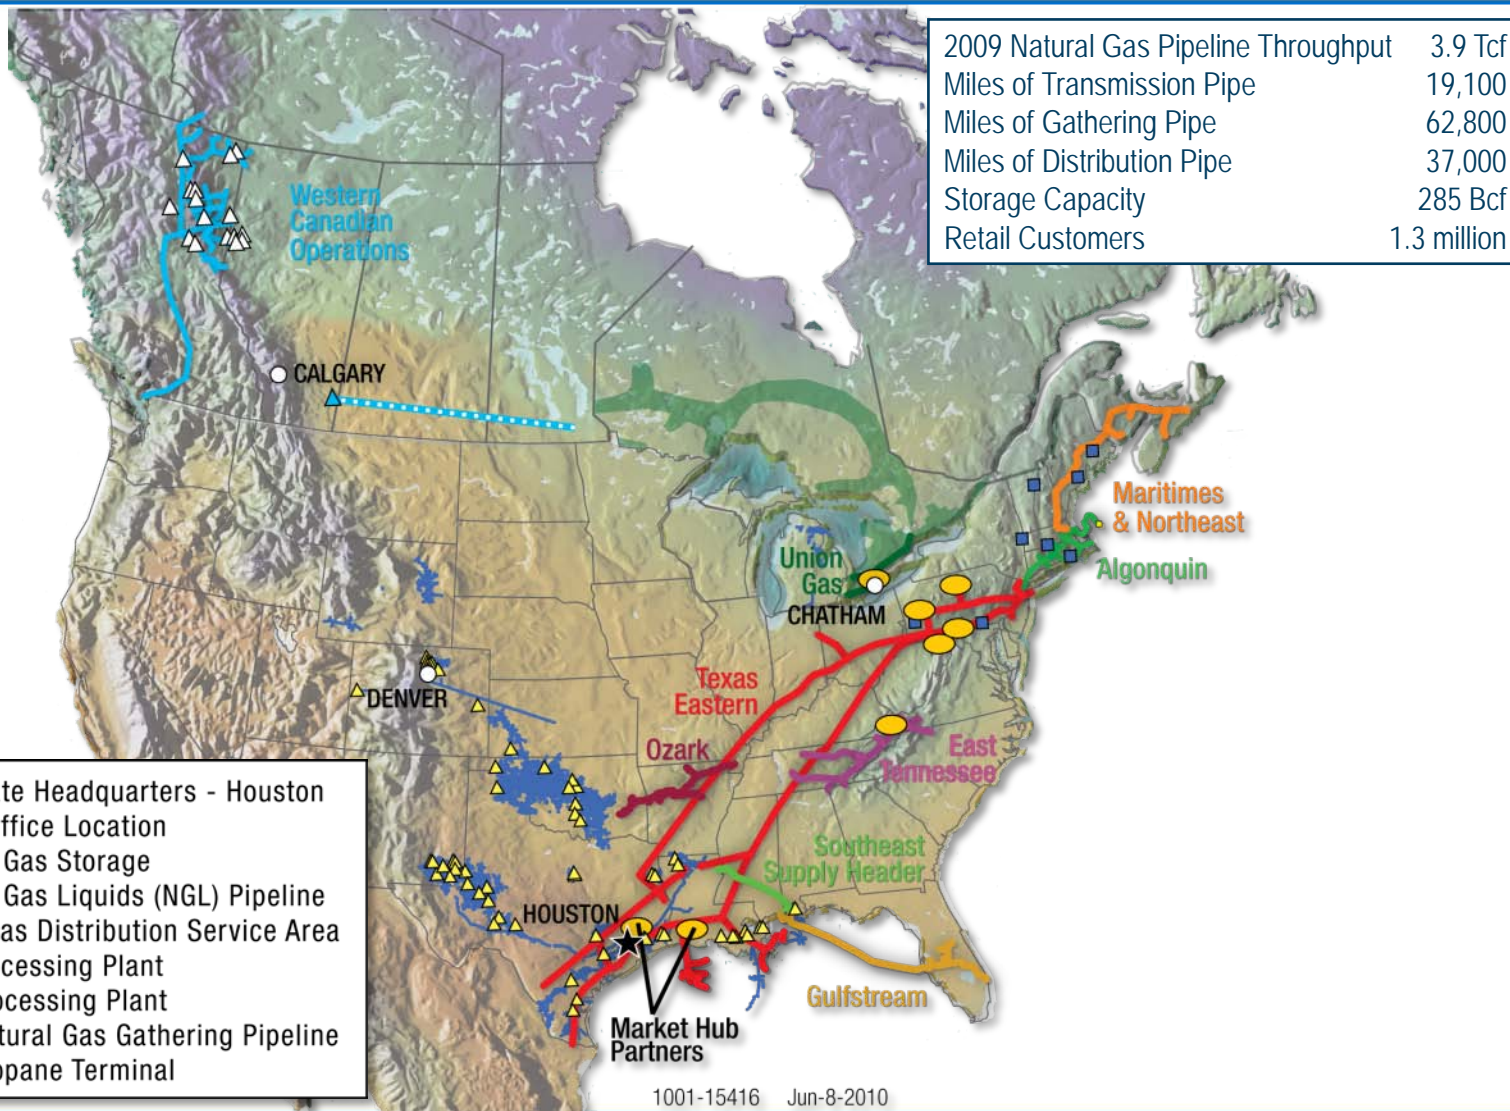 2009 Natural Gas Pipeline Throughput 3.9 Tcf
Miles of Transmission Pipe 19,100
Miles of Gathering Pipe 62,800
Miles of Distribution Pipe 37,000
Storage Capacity 285 Bcf
Retail Customers 1.3 million
Western
Canadian
Operations
CALGARY
Maritimes
& Northeast
Algonquin
Union
Gas
CHATHAM
Texas
Eastern
DENVER
Ozark
East
Tennessee
Southeast
Supply Header
HOUSTON
Gulfstream
Market Hub
Partners
te Headquarters - Houston
ffice Location
Gas Storage
Gas Liquids (NGL) Pipeline
as Distribution Service Area
cessing Plant
ocessing Plant
tural Gas Gathering Pipeline
opane Terminal
1001-15416 Jun-8-2010